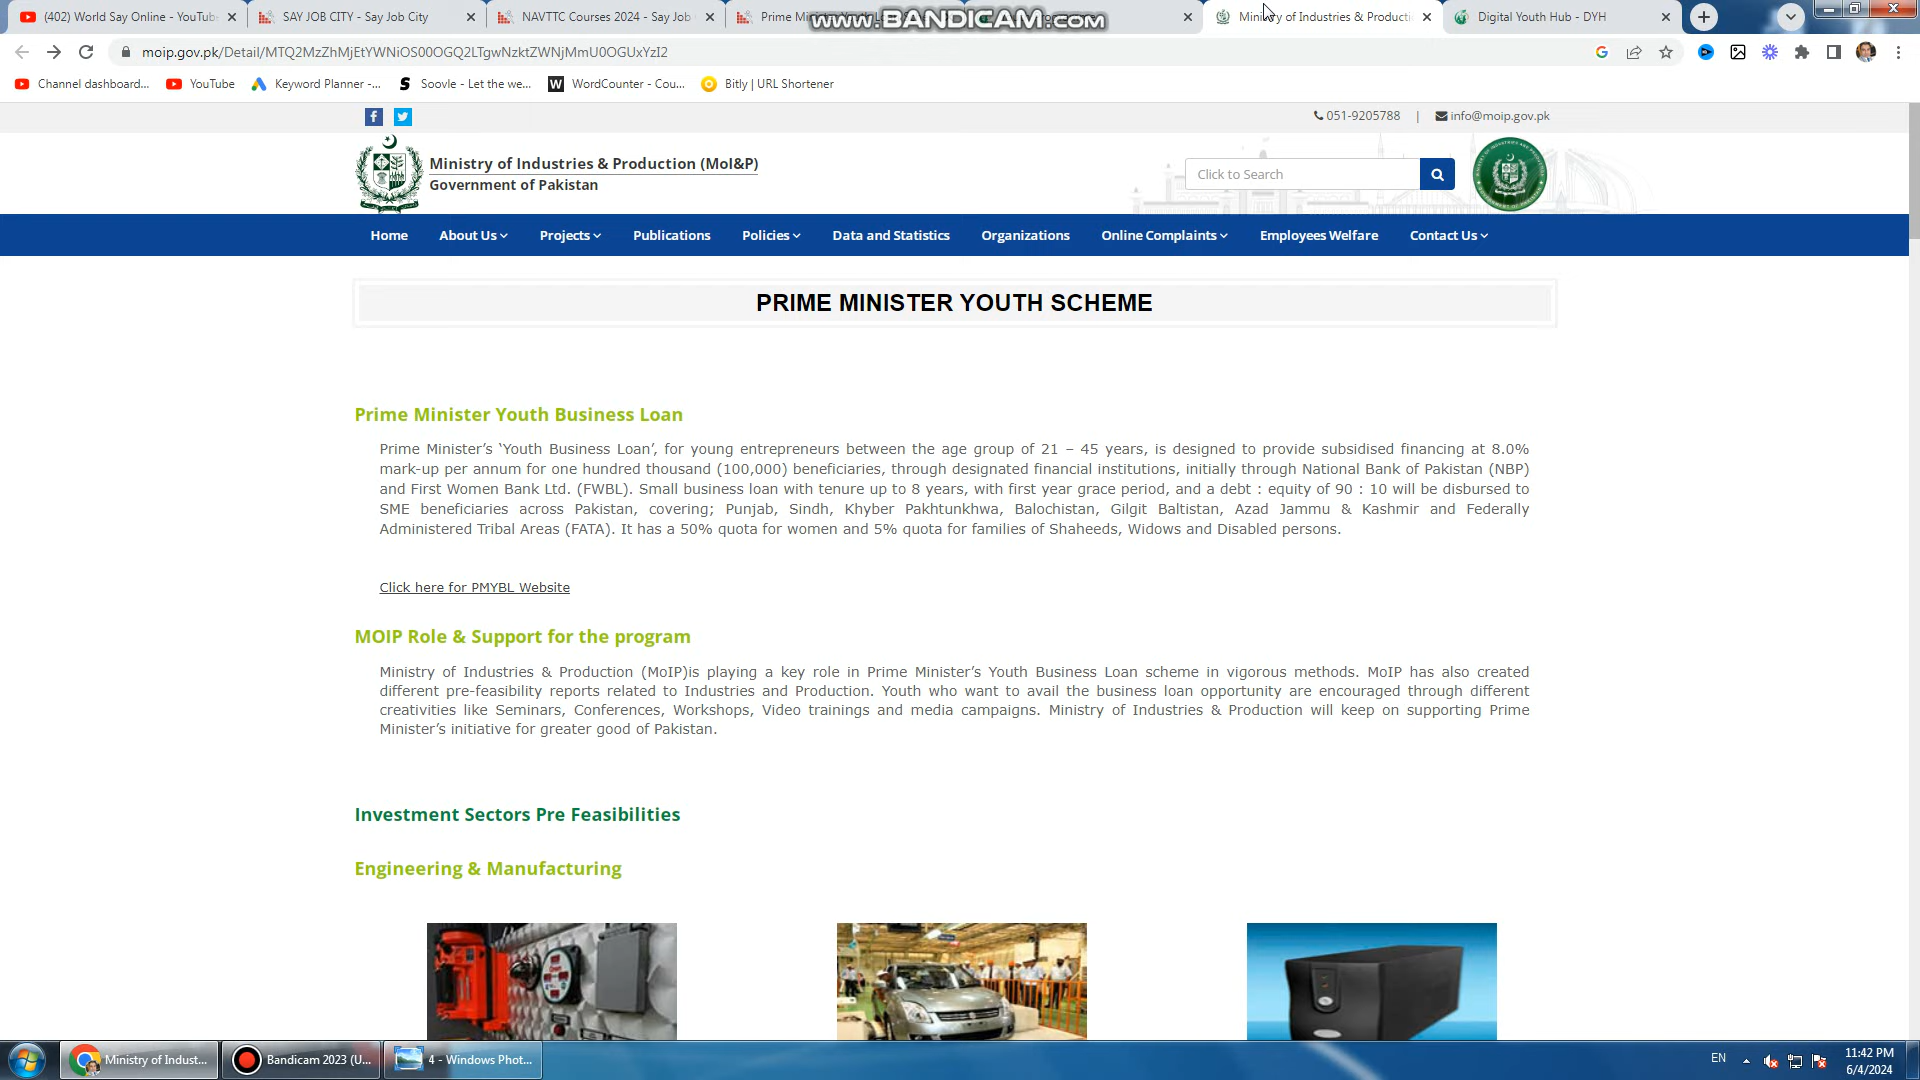 (402) World Say Online - YouTub
SAY JOB CITY - Say Job City
NAVTTC Courses 2024 - Say Job
Prime Mini
www.BANDICAM.com
Ministry of Industries & Producti
Digital Youth Hub - DYH
moip.gov.pk/Detail/MTQ2MzZhMjEtYWNiOS00OGQ2LTgwNzktZWNjMmU0OGUxYzI2
Channel dashboard...
YouTube
Keyword Planner -...
Soovle - Let the we...
WordCounter - Cou...
Bitly | URL Shortener
051-9205788 | info@moip.gov.pk
Ministry of Industries & Production (MoI&P)
Government of Pakistan
Click to Search
Home
About Us
Projects
Publications
Policies
Data and Statistics
Organizations
Online Complaints
Employees Welfare
Contact Us
PRIME MINISTER YOUTH SCHEME
Prime Minister Youth Business Loan
Prime Minister’s ‘Youth Business Loan’, for young entrepreneurs between the age group of 21 – 45 years, is designed to provide subsidised financing at 8.0%
mark-up per annum for one hundred thousand (100,000) beneficiaries, through designated financial institutions, initially through National Bank of Pakistan (NBP)
and First Women Bank Ltd. (FWBL). Small business loan with tenure up to 8 years, with first year grace period, and a debt : equity of 90 : 10 will be disbursed to
SME beneficiaries across Pakistan, covering; Punjab, Sindh, Khyber Pakhtunkhwa, Balochistan, Gilgit Baltistan, Azad Jammu & Kashmir and Federally
Administered Tribal Areas (FATA). It has a 50% quota for women and 5% quota for families of Shaheeds, Widows and Disabled persons.
Click here for PMYBL Website
MOIP Role & Support for the program
Ministry of Industries & Production (MoIP)is playing a key role in Prime Minister’s Youth Business Loan scheme in vigorous methods. MoIP has also created
different pre-feasibility reports related to Industries and Production. Youth who want to avail the business loan opportunity are encouraged through different
creativities like Seminars, Conferences, Workshops, Video trainings and media campaigns. Ministry of Industries & Production will keep on supporting Prime
Minister’s initiative for greater good of Pakistan.
Investment Sectors Pre Feasibilities
Engineering & Manufacturing
Ministry of Indust...
Bandicam 2023 (U...
4 - Windows Phot...
EN
11:42 PM
6/4/2024